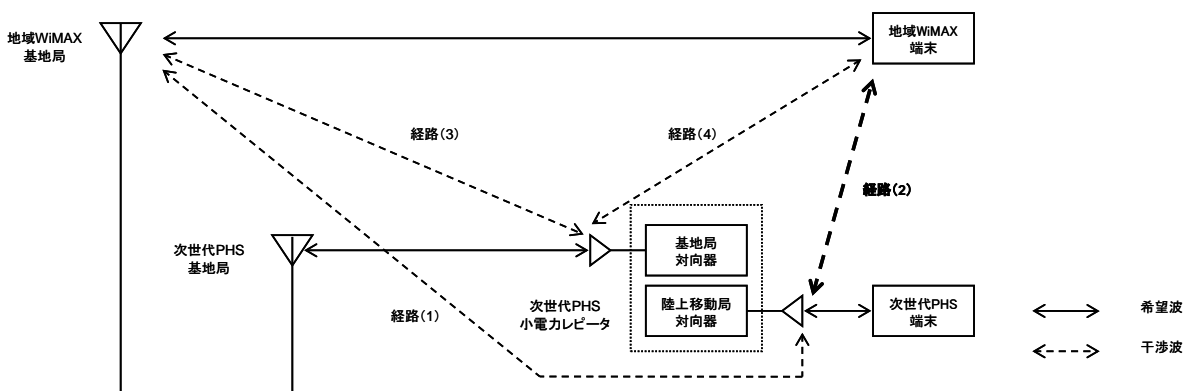 地域WiMAX
基地局
地域WiMAX
端末
経路(3)
経路(4)
経路(2)
次世代PHS
基地局
基地局
対向器
次世代PHS
小電力レピータ
陸上移動局
対向器
次世代PHS
端末
経路(1)
希望波
干渉波